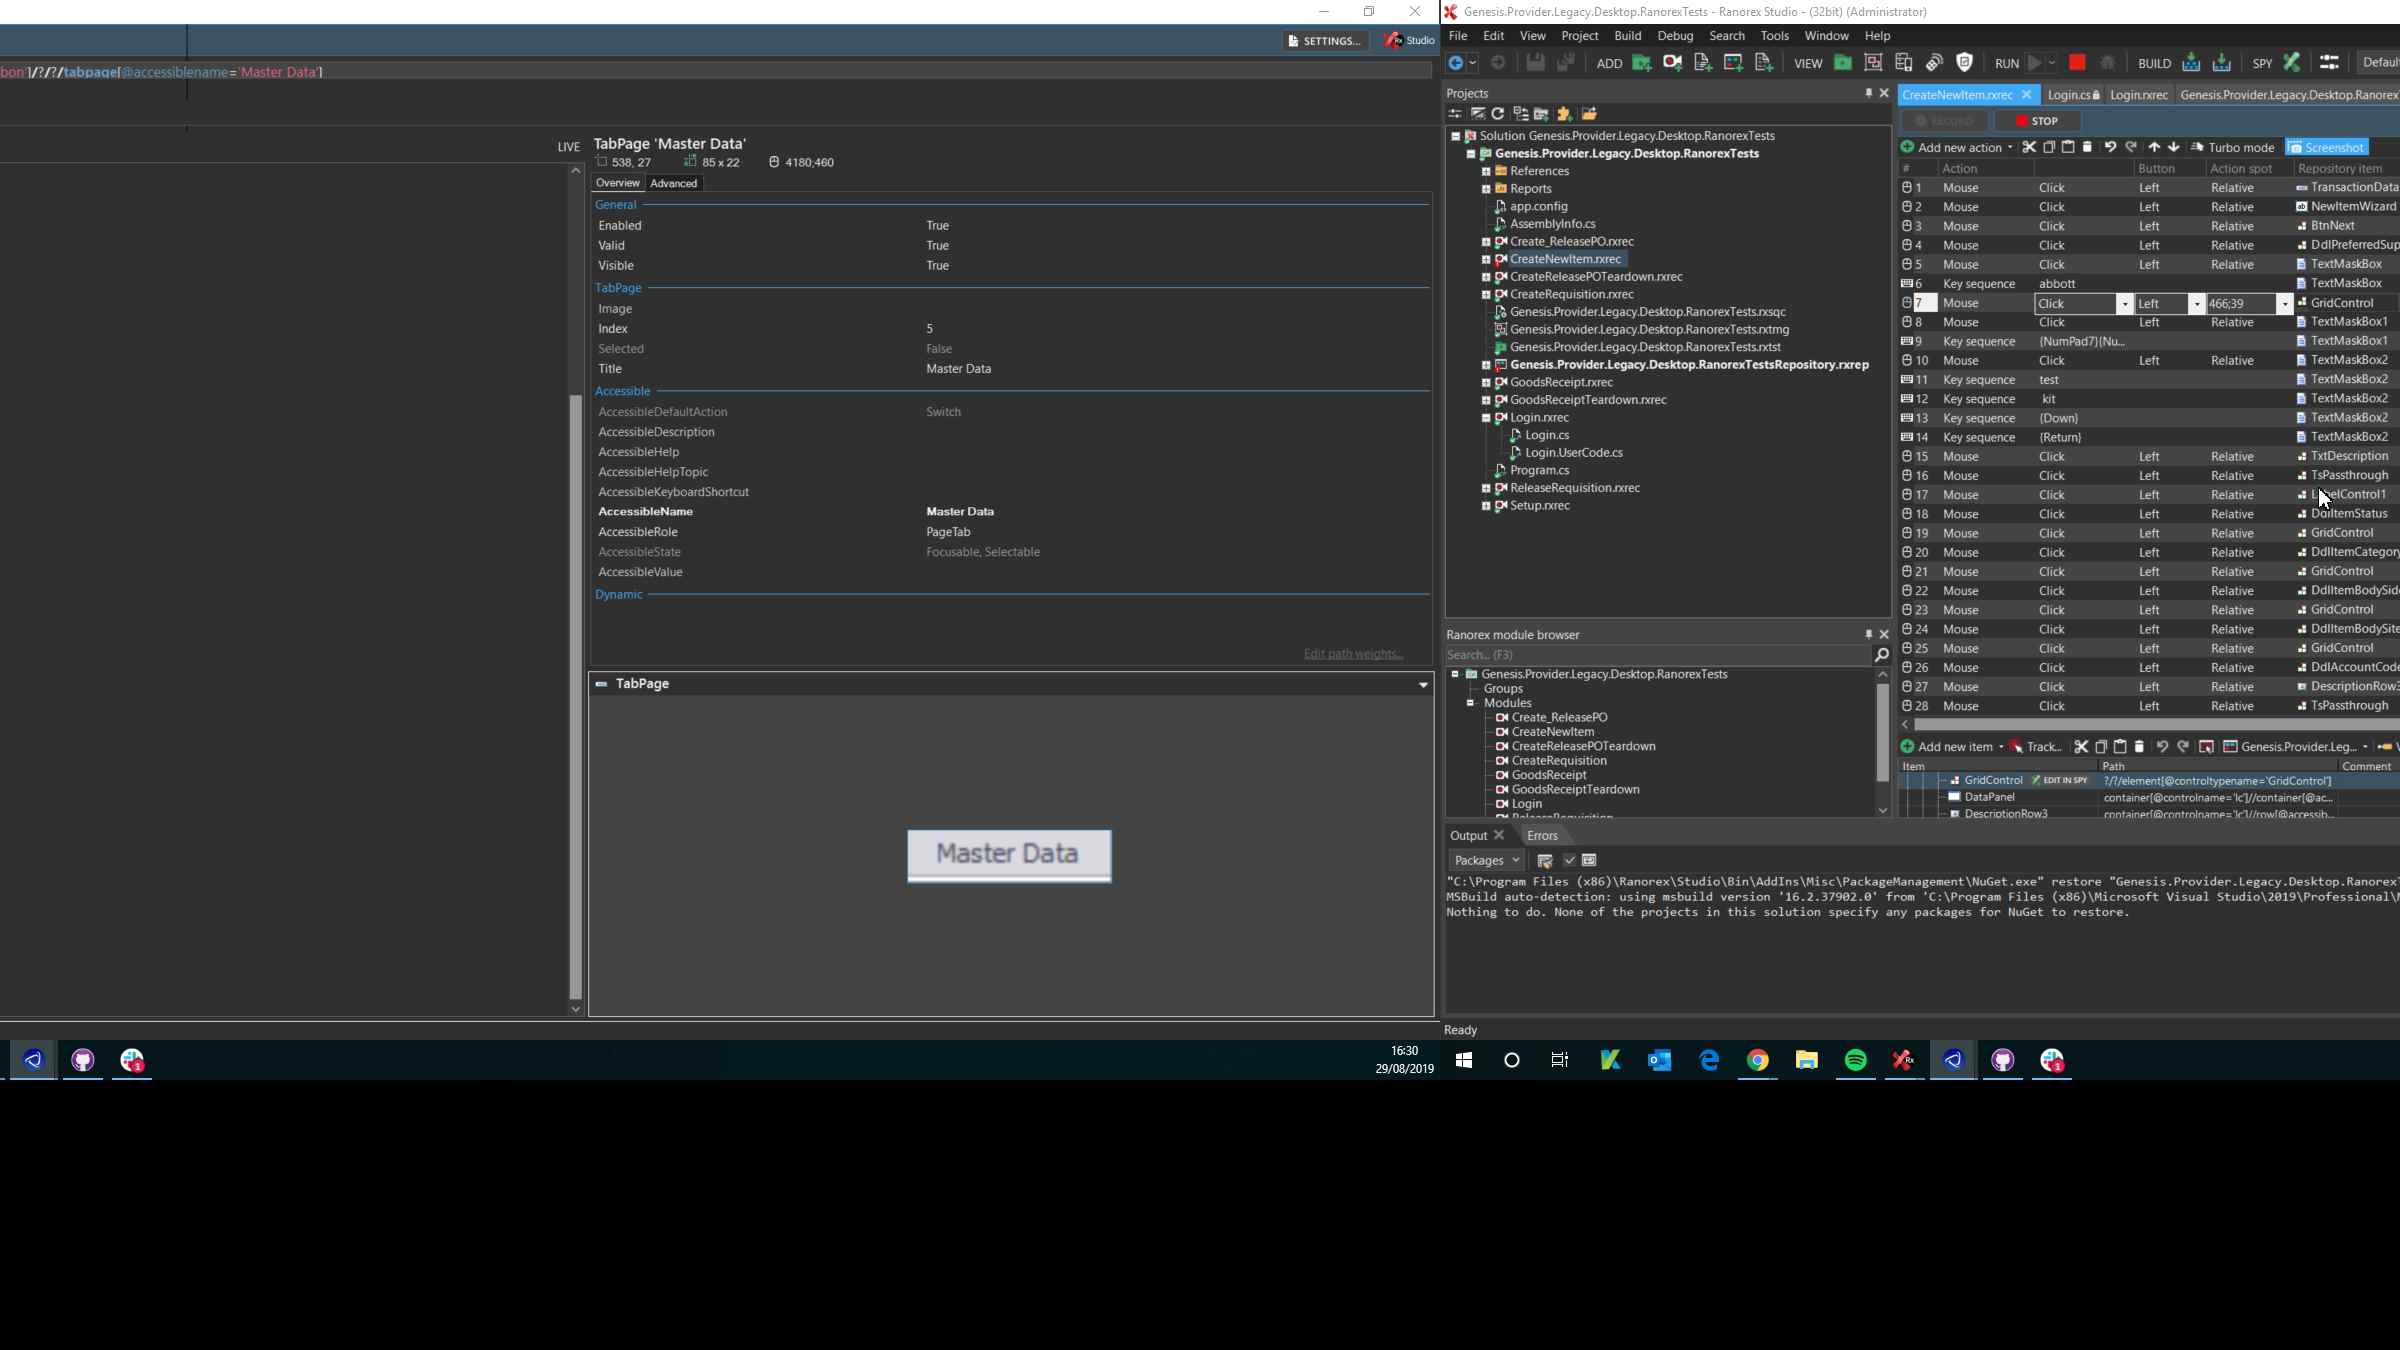 SETTINGS...
Studio
bon']/?/?/tabpage[@accessiblename='Master Data']
LIVE
TabPage 'Master Data'
538, 27
85 x 22
4180;460
Overview
Advanced
General
Enabled True
Valid True
Visible True
TabPage
Image
Index 5
Selected False
Title Master Data
Accessible
AccessibleDefaultAction Switch
AccessibleDescription
AccessibleHelp
AccessibleHelpTopic
AccessibleKeyboardShortcut
AccessibleName Master Data
AccessibleRole PageTab
AccessibleState Focusable, Selectable
AccessibleValue
Dynamic
Edit path weights...
TabPage
Master Data
16:30
29/08/2019
Genesis.Provider.Legacy.Desktop.RanorexTests - Ranorex Studio - (32bit) (Administrator)
File Edit View Project Build Debug Search Tools Window Help
ADD VIEW RUN BUILD SPY Default
Projects
Solution Genesis.Provider.Legacy.Desktop.RanorexTests
Genesis.Provider.Legacy.Desktop.RanorexTests
References
Reports
app.config
AssemblyInfo.cs
Create_ReleasePO.rxrec
CreateNewItem.rxrec
CreateReleasePOTeardown.rxrec
CreateRequisition.rxrec
Genesis.Provider.Legacy.Desktop.RanorexTests.rxsqc
Genesis.Provider.Legacy.Desktop.RanorexTests.rxtmg
Genesis.Provider.Legacy.Desktop.RanorexTests.rxtst
Genesis.Provider.Legacy.Desktop.RanorexTestsRepository.rxrep
GoodsReceipt.rxrec
GoodsReceiptTeardown.rxrec
Login.rxrec
Login.cs
Login.UserCode.cs
Program.cs
ReleaseRequisition.rxrec
Setup.rxrec
Ranorex module browser
Search... (F3)
Genesis.Provider.Legacy.Desktop.RanorexTests
Groups
Modules
Create_ReleasePO
CreateNewItem
CreateReleasePOTeardown
CreateRequisition
GoodsReceipt
GoodsReceiptTeardown
Login
ReleaseRequisition
CreateNewItem.rxrec Login.cs Login.rxrec Genesis.Provider.Legacy.Desktop.Ranorex
RECORD STOP
Add new action Turbo mode Screenshot
# Action Button Action spot Repository item
1 Mouse Click Left Relative TransactionData
2 Mouse Click Left Relative NewItemWizard
3 Mouse Click Left Relative BtnNext
4 Mouse Click Left Relative DdlPreferredSup
5 Mouse Click Left Relative TextMaskBox
6 Key sequence abbott TextMaskBox
7 Mouse Click Left 466;39 GridControl
8 Mouse Click Left Relative TextMaskBox1
9 Key sequence {NumPad7}{Nu... TextMaskBox1
10 Mouse Click Left Relative TextMaskBox2
11 Key sequence test TextMaskBox2
12 Key sequence kit TextMaskBox2
13 Key sequence {Down} TextMaskBox2
14 Key sequence {Return} TextMaskBox2
15 Mouse Click Left Relative TxtDescription
16 Mouse Click Left Relative TsPassthrough
17 Mouse Click Left Relative LabelControl1
18 Mouse Click Left Relative DdlItemStatus
19 Mouse Click Left Relative GridControl
20 Mouse Click Left Relative DdlItemCategory
21 Mouse Click Left Relative GridControl
22 Mouse Click Left Relative DdlItemBodySide
23 Mouse Click Left Relative GridControl
24 Mouse Click Left Relative DdlItemBodySite
25 Mouse Click Left Relative GridControl
26 Mouse Click Left Relative DdlAccountCode
27 Mouse Click Left Relative DescriptionRow3
28 Mouse Click Left Relative TsPassthrough
Add new item Track... Genesis.Provider.Leg...
Item Path Comment
GridControl EDIT IN SPY ?/?/element[@controltypename='GridControl']
DataPanel container[@controlname='lc']//container[@ac...
DescriptionRow3 container[@controlname='lc']//row[@accessib...
Output Errors
Packages
"C:\Program Files (x86)\Ranorex\Studio\Bin\AddIns\Misc\PackageManagement\NuGet.exe" restore "Genesis.Provider.Legacy.Desktop.Ranorex
MSBuild auto-detection: using msbuild version '16.2.37902.0' from 'C:\Program Files (x86)\Microsoft Visual Studio\2019\Professional\
Nothing to do. None of the projects in this solution specify any packages for NuGet to restore.
Ready